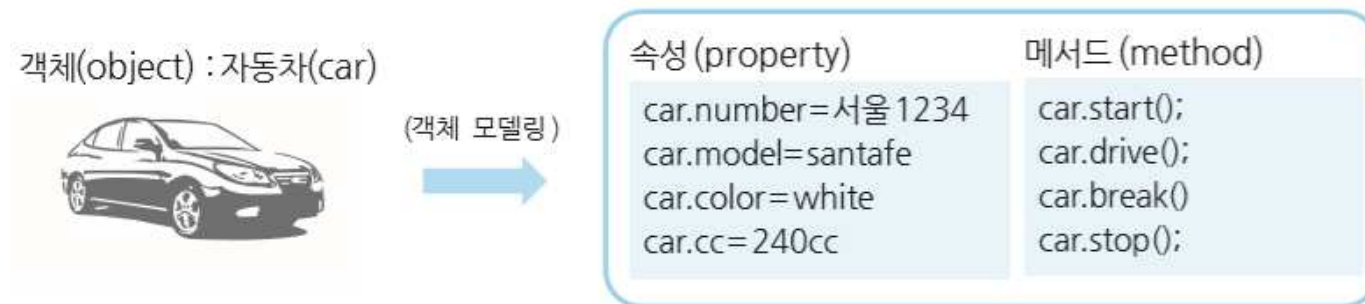 객체(object) : 자동차(car)
(객체 모델링)
속성(property)
car.number=서울1234
car.model=santafe
car.color=white
car.cc=240cc
메서드(method)
car.start();
car.drive();
car.break()
car.stop();